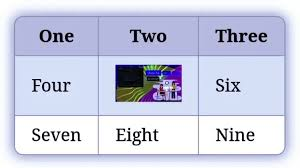 One Two Three
Four Six
Seven Eight Nine